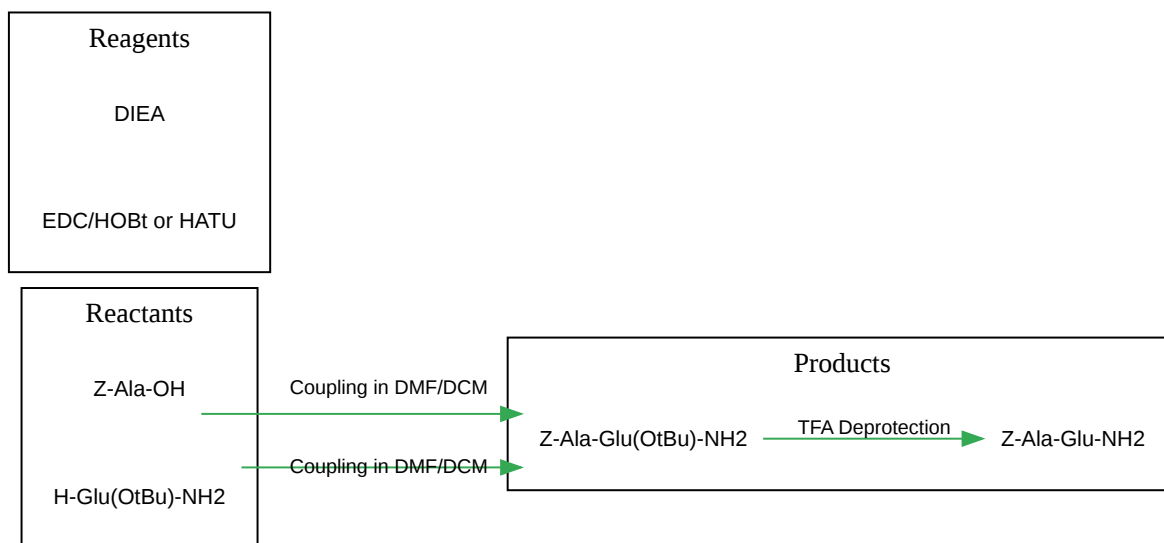 Reagents
DIEA
EDC/HOBt or HATU
Reactants
Z-Ala-OH
H-Glu(OtBu)-NH2
Coupling in DMF/DCM
Coupling in DMF/DCM
Products
Z-Ala-Glu(OtBu)-NH2
TFA Deprotection
Z-Ala-Glu-NH2